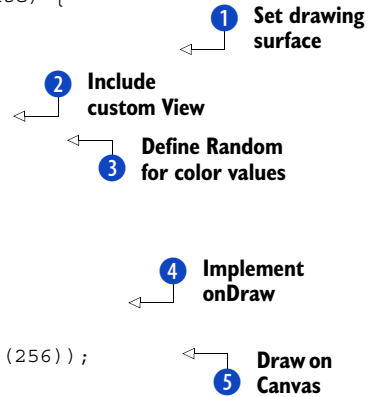 1 Set drawing
surface
2 Include
custom View
Define Random
3 for color values
4 Implement
onDraw
(256));
Draw on
5 Canvas